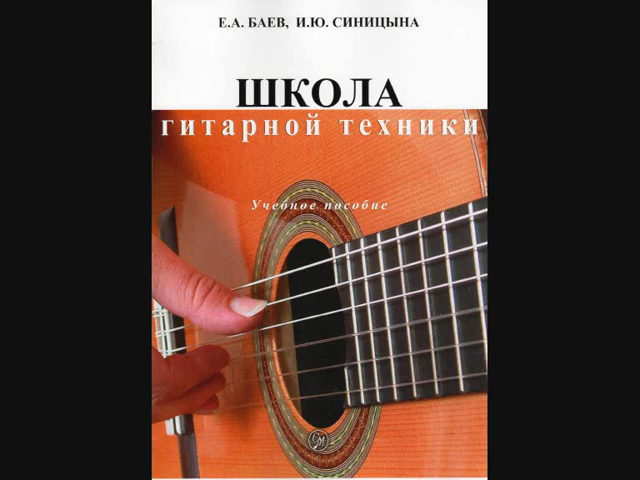 Е.А. БАЕВ, И.Ю. СИНИЦЫНА
ШКОЛА
гитарной техники
Учебное пособие